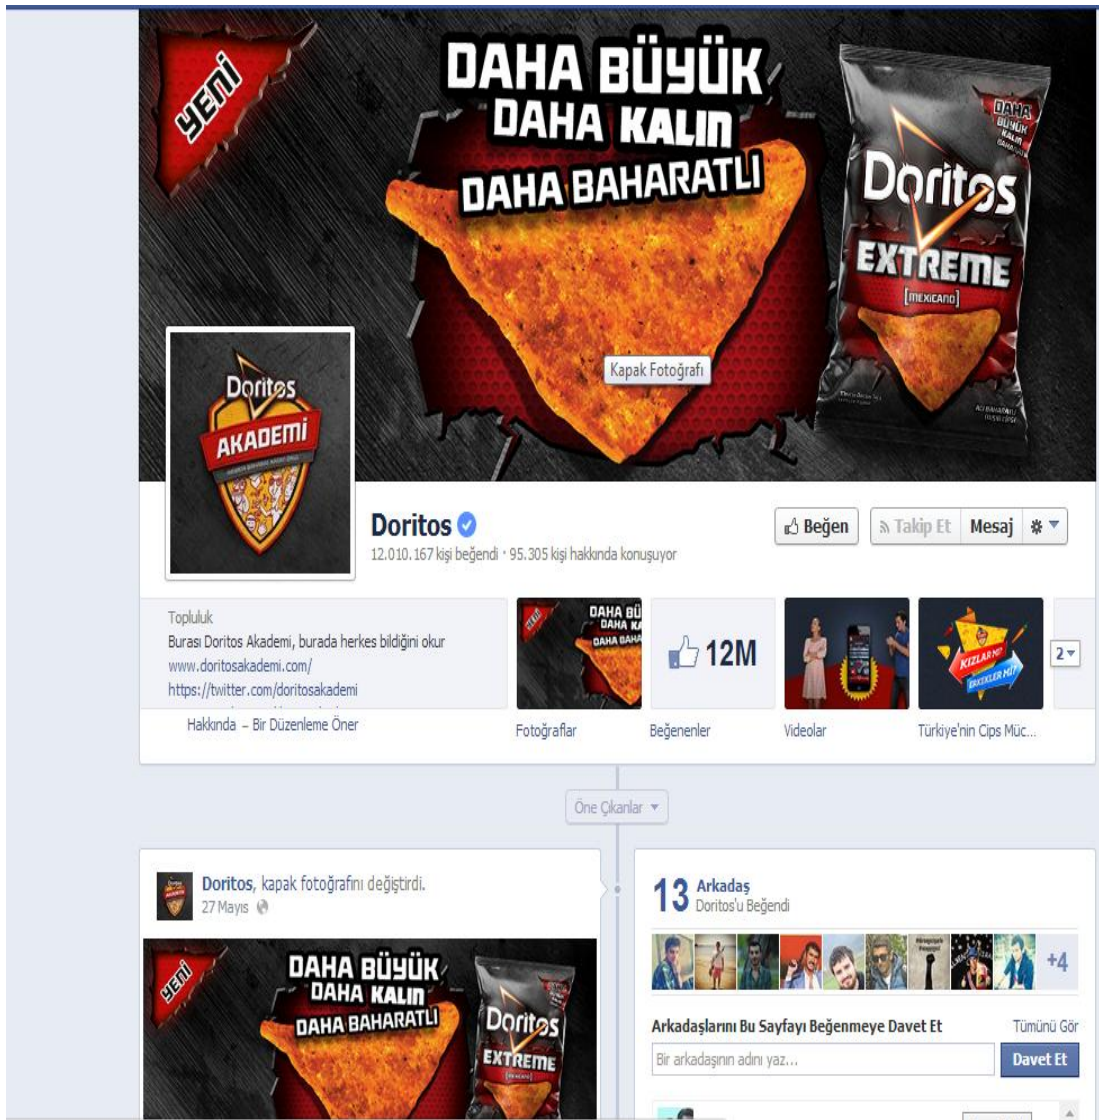 YENİ
DAHA BÜYÜK
DAHA KALIN
DAHA BAHARATLI
DAHA
BÜYÜK
KALIN
Doritos
EXTREME
[MEXICANO]
Kapak Fotoğrafı
Doritos
AKADEMİ
Doritos
12.010.167 kişi beğendi · 95.305 kişi hakkında konuşuyor
Beğen
Takip Et
Mesaj
Topluluk
Burası Doritos Akademi, burada herkes bildiğini okur
www.doritosakademi.com/
https://twitter.com/doritosakademi
Hakkında – Bir Düzenleme Öner
DAHA BÜ
DAHA KA
DAHA BAHA
12M
KIZLAR MI?
ERKEKLER Mİ?
2
Fotoğraflar
Beğenenler
Videolar
Türkiye'nin Cips Müc...
Öne Çıkanlar
Doritos, kapak fotoğrafını değiştirdi.
27 Mayıs
YENİ
DAHA BÜYÜK
DAHA KALIN
DAHA BAHARATLI
Doritos
EXTREME
13 Arkadaş
Doritos'u Beğendi
+4
Arkadaşlarını Bu Sayfayı Beğenmeye Davet Et
Tümünü Gör
Bir arkadaşının adını yaz...
Davet Et